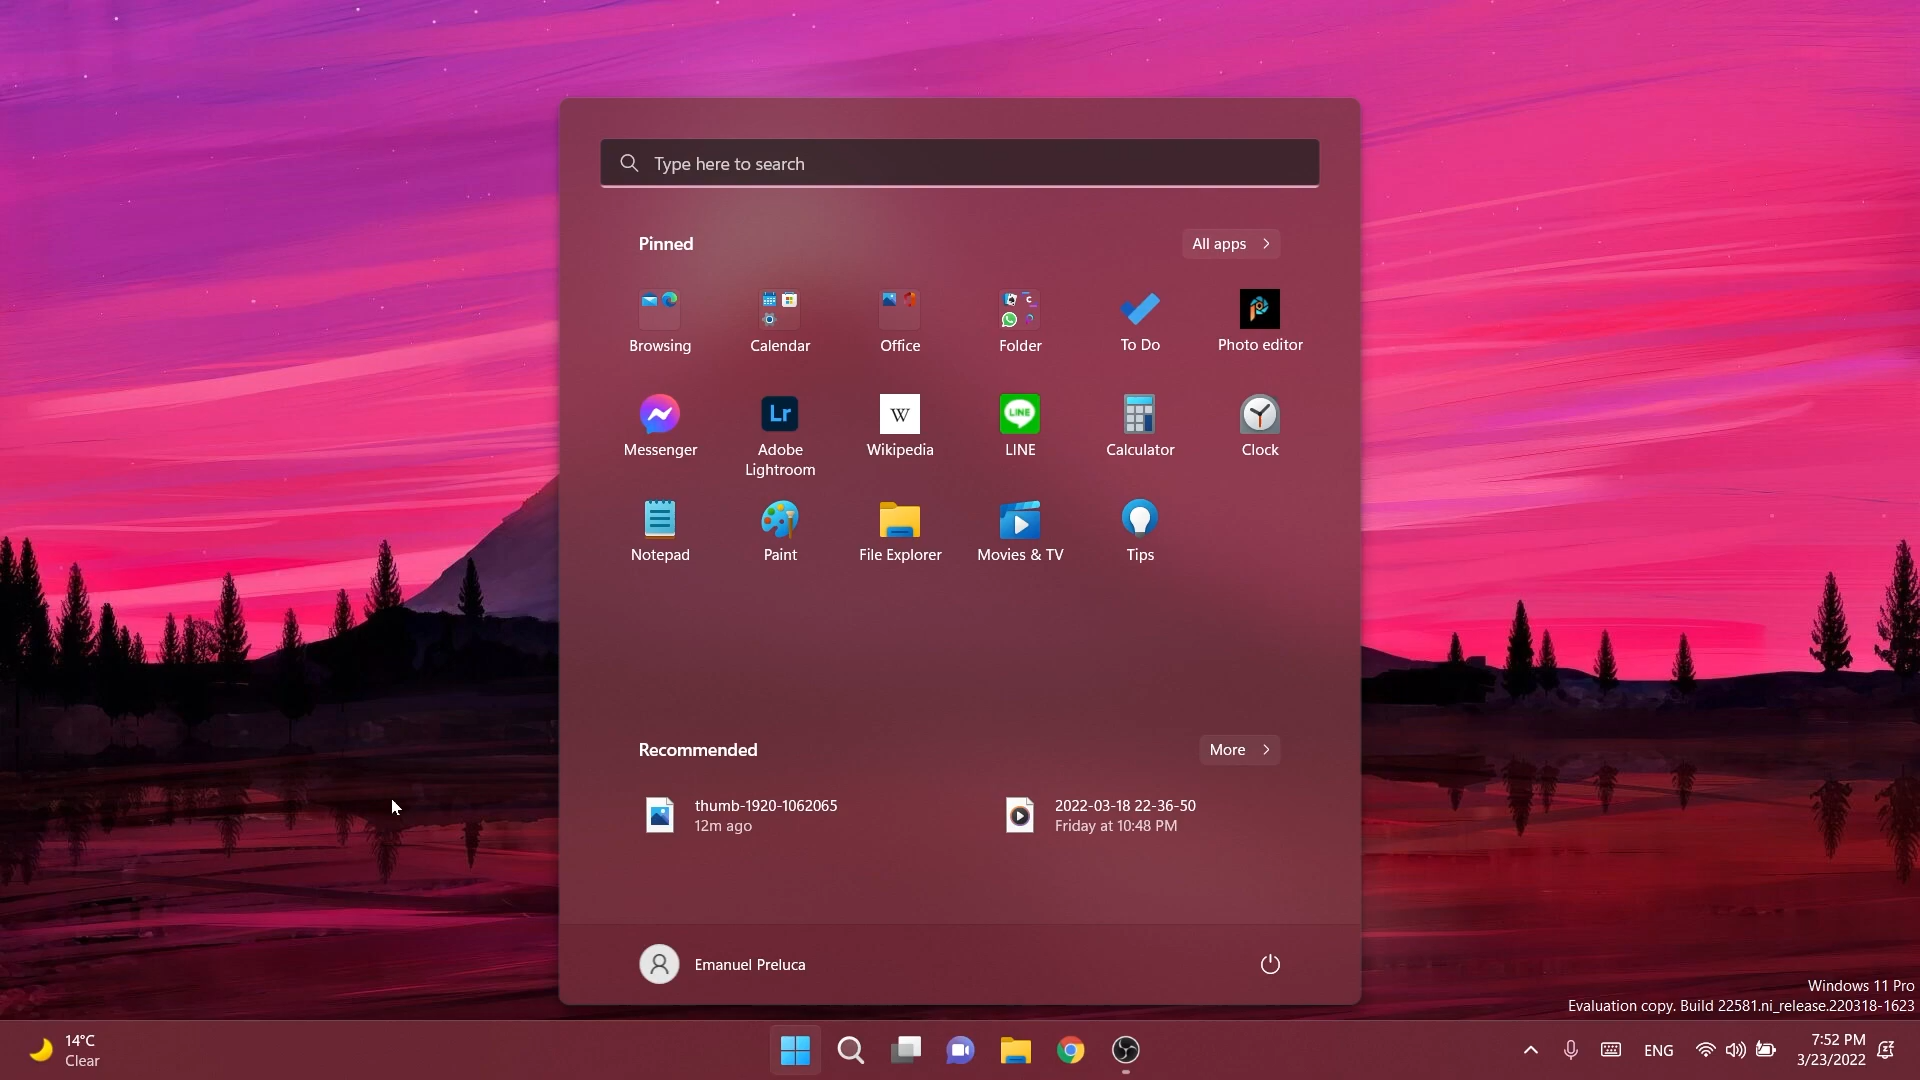 Type here to search
Pinned
All apps
Browsing
Calendar
Office
Folder
To Do
Photo editor
Messenger
Lr
Adobe
Lightroom
W
Wikipedia
LINE
LINE
Calculator
Clock
Notepad
Paint
File Explorer
Movies & TV
Tips
Recommended
More
thumb-1920-1062065
12m ago
2022-03-18 22-36-50
Friday at 10:48 PM
Emanuel Preluca
Windows 11 Pro
Evaluation copy. Build 22581.ni_release.220318-1623
14°C
Clear
ENG
7:52 PM
3/23/2022